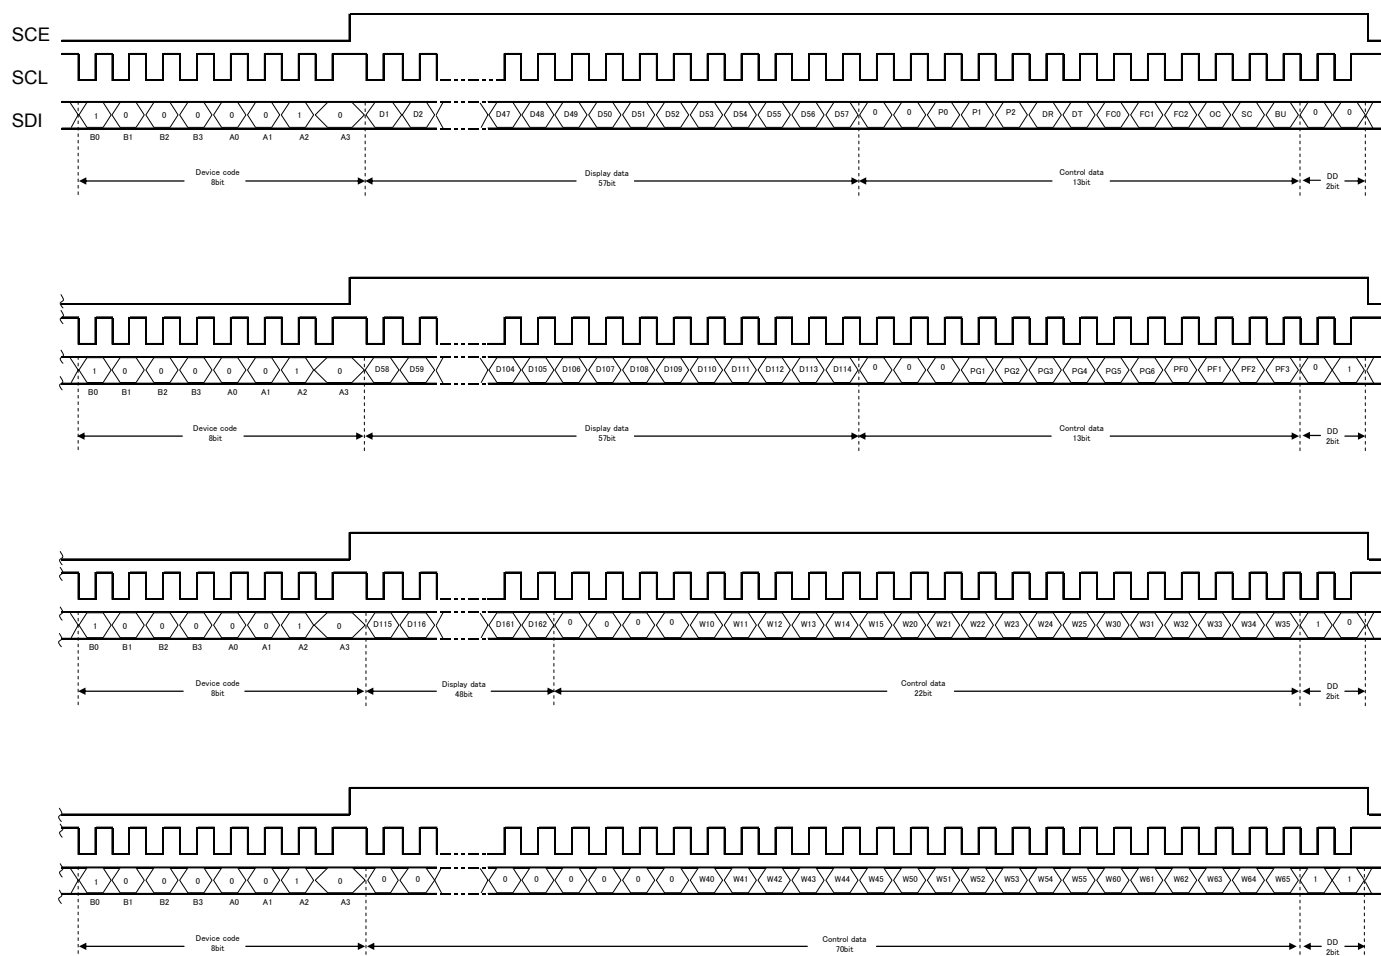 SCE
SCL
SDI
1 0 0 0 0 0 1 0 D1 D2 D47 D48 D49 D50 D51 D52 D53 D54 D55 D56 D57 0 0 P0 P1 P2 DR DT FC0 FC1 FC2 OC SC BU 0 0
B0 B1 B2 B3 A0 A1 A2 A3
Device code Display data Control data DD
8bit 57bit 13bit 2bit
1 0 0 0 0 0 1 0 D58 D59 D104 D105 D106 D107 D108 D109 D110 D111 D112 D113 D114 0 0 0 PG1 PG2 PG3 PG4 PG5 PG6 PF0 PF1 PF2 PF3 0 1
B0 B1 B2 B3 A0 A1 A2 A3
Device code Display data Control data DD
8bit 57bit 13bit 2bit
1 0 0 0 0 0 1 0 D115 D116 D161 D162 0 0 0 0 W10 W11 W12 W13 W14 W15 W20 W21 W22 W23 W24 W25 W30 W31 W32 W33 W34 W35 1 0
B0 B1 B2 B3 A0 A1 A2 A3
Device code Display data Control data DD
8bit 48bit 22bit 2bit
1 0 0 0 0 0 1 0 0 0 0 0 0 0 0 0 W40 W41 W42 W43 W44 W45 W50 W51 W52 W53 W54 W55 W60 W61 W62 W63 W64 W65 1 1
B0 B1 B2 B3 A0 A1 A2 A3
Device code Control data DD
8bit 70bit 2bit